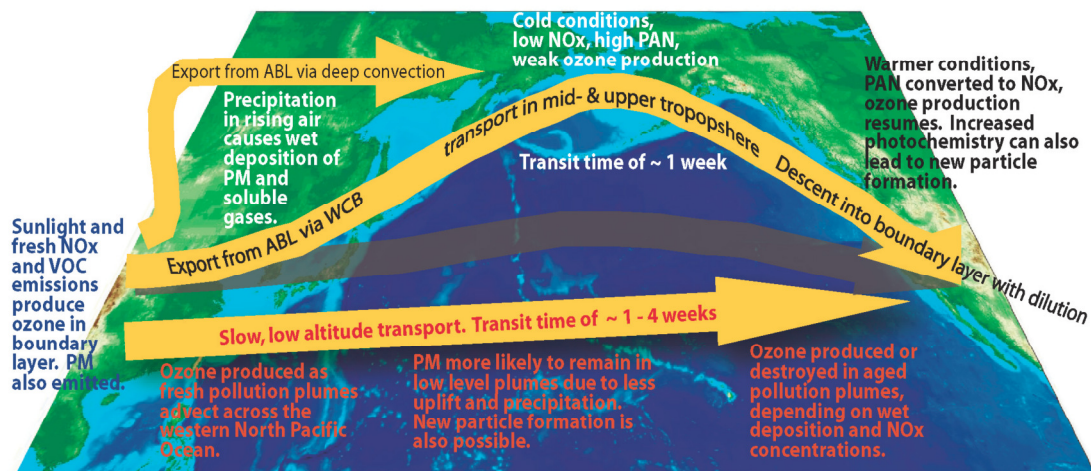 Cold conditions,
low NOx, high PAN,
weak ozone production
Export from ABL via deep convection
Precipitation
in rising air
causes wet
deposition of
PM and
soluble
gases.
Warmer conditions,
PAN converted to NOx,
ozone production
resumes. Increased
photochemistry can also
lead to new particle
formation.
transport in mid- & upper tropopshere
Transit time of ~ 1 week
Descent into boundary layer with dilution
Export from ABL via WCB
Sunlight and
fresh NOx
and VOC
emissions
produce
ozone in
boundary
layer. PM
also emitted.
Slow, low altitude transport. Transit time of ~ 1 - 4 weeks
Ozone produced as
fresh pollution plumes
advect across the
western North Pacific
Ocean.
PM more likely to remain in
low level plumes due to less
uplift and precipitation.
New particle formation is
also possible.
Ozone produced or
destroyed in aged
pollution plumes,
depending on wet
deposition and NOx
concentrations.